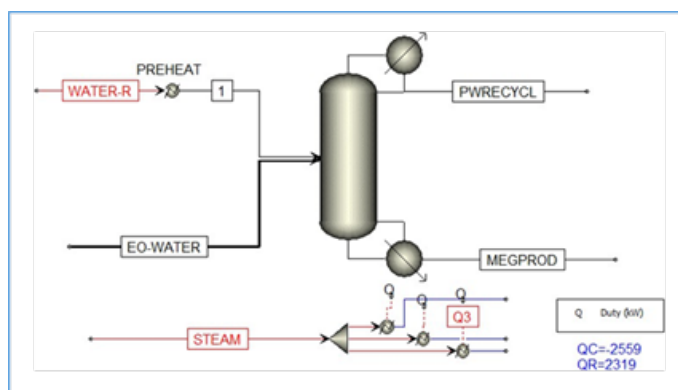 PREHEAT
WATER-R
1
PWRECYCL
EO-WATER
MEGPROD
Q
Q
Q
Q3
STEAM
Q Duty (kW)
QC=-2559
QR=2319